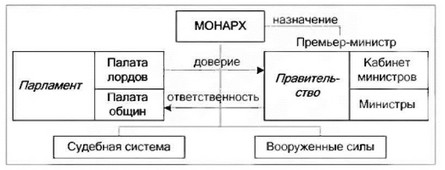 МОНАРХ
назначение
Премьер-министр
Парламент
Палата
лордов
Палата
общин
доверие
ответственность
Правитель-
ство
Кабинет
министров
Министры
Судебная система
Вооруженные силы